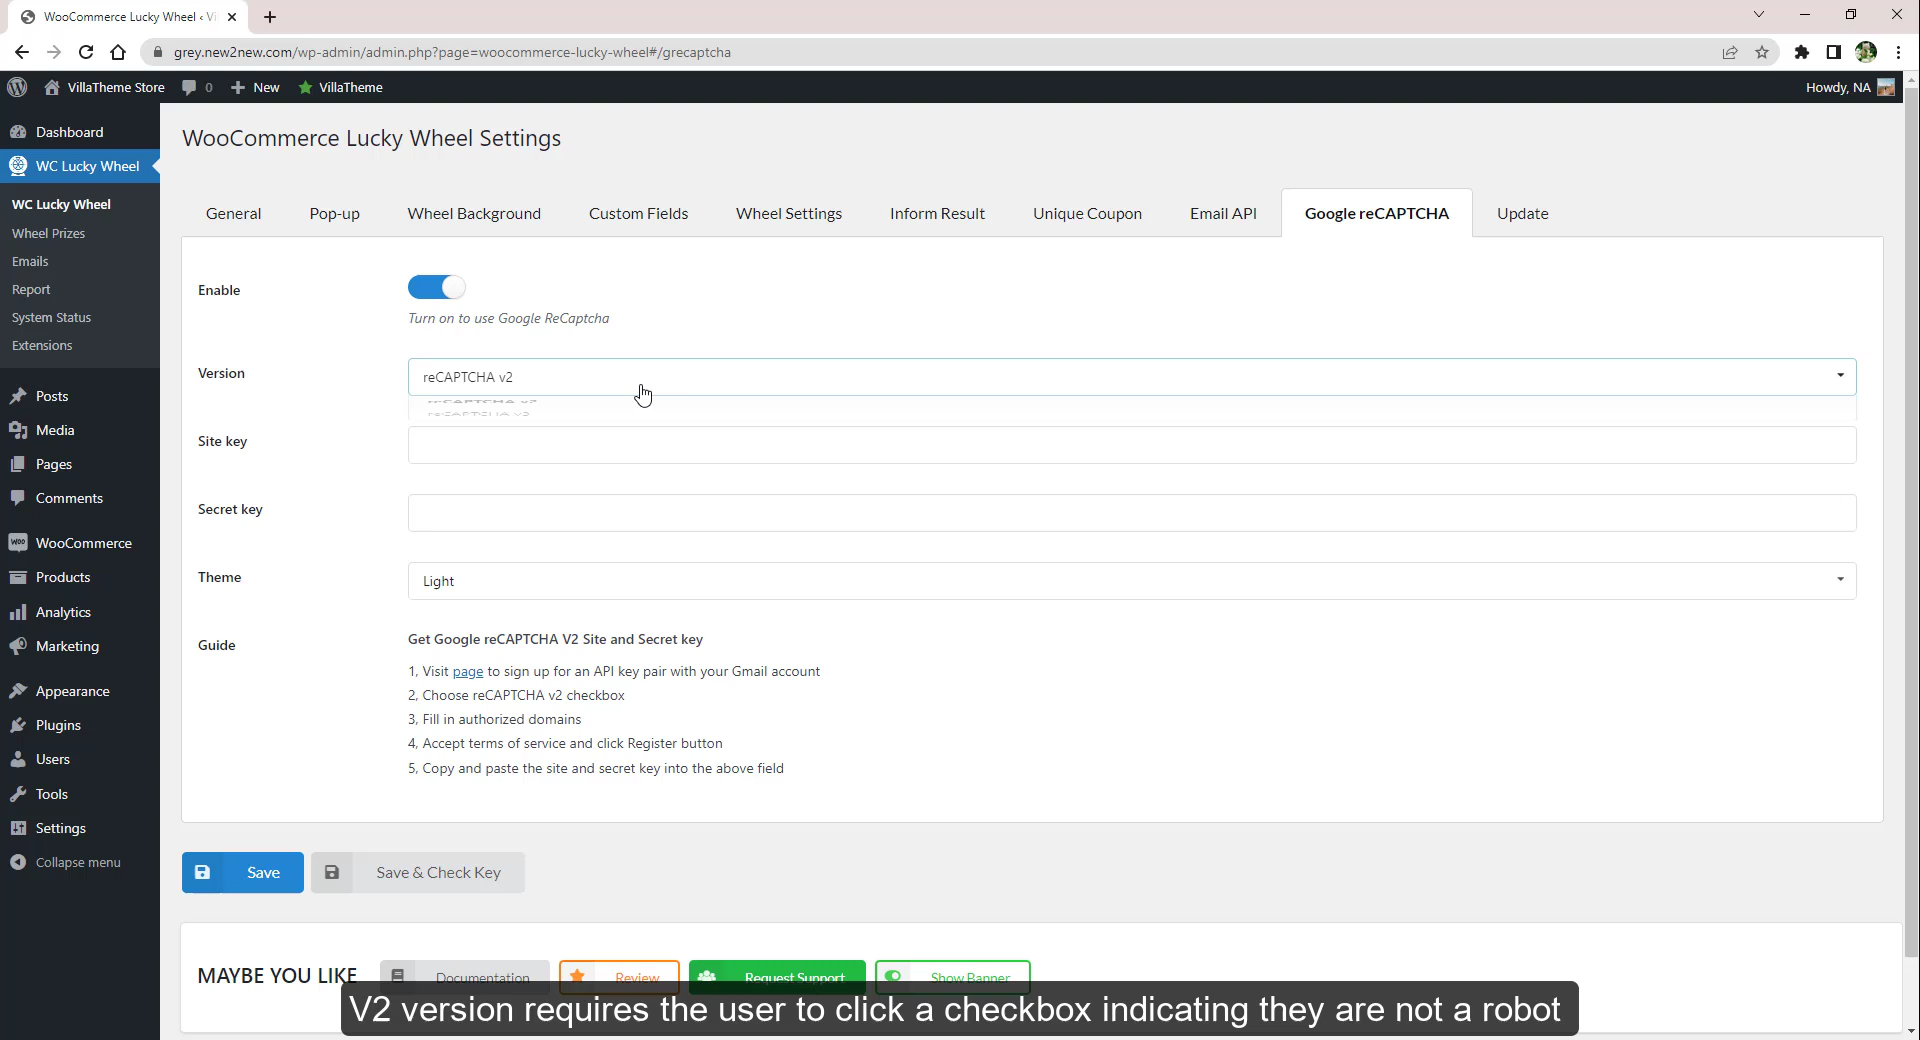 WooCommerce Lucky Wheel ‹ Vi
grey.new2new.com/wp-admin/admin.php?page=woocommerce-lucky-wheel#/grecaptcha
VillaTheme Store 0 New VillaTheme Howdy, NA
Dashboard
WC Lucky Wheel
WC Lucky Wheel
Wheel Prizes
Emails
Report
System Status
Extensions
Posts
Media
Pages
Comments
WooCommerce
Products
Analytics
Marketing
Appearance
Plugins
Users
Tools
Settings
Collapse menu
WooCommerce Lucky Wheel Settings
General Pop-up Wheel Background Custom Fields Wheel Settings Inform Result Unique Coupon Email API Google reCAPTCHA Update
Enable
Turn on to use Google ReCaptcha
Version reCAPTCHA v2
Site key
Secret key
Theme Light
Guide Get Google reCAPTCHA V2 Site and Secret key
1, Visit page to sign up for an API key pair with your Gmail account
2, Choose reCAPTCHA v2 checkbox
3, Fill in authorized domains
4, Accept terms of service and click Register button
5, Copy and paste the site and secret key into the above field
Save Save & Check Key
MAYBE YOU LIKE Documentation Review Request Support Show Banner
V2 version requires the user to click a checkbox indicating they are not a robot